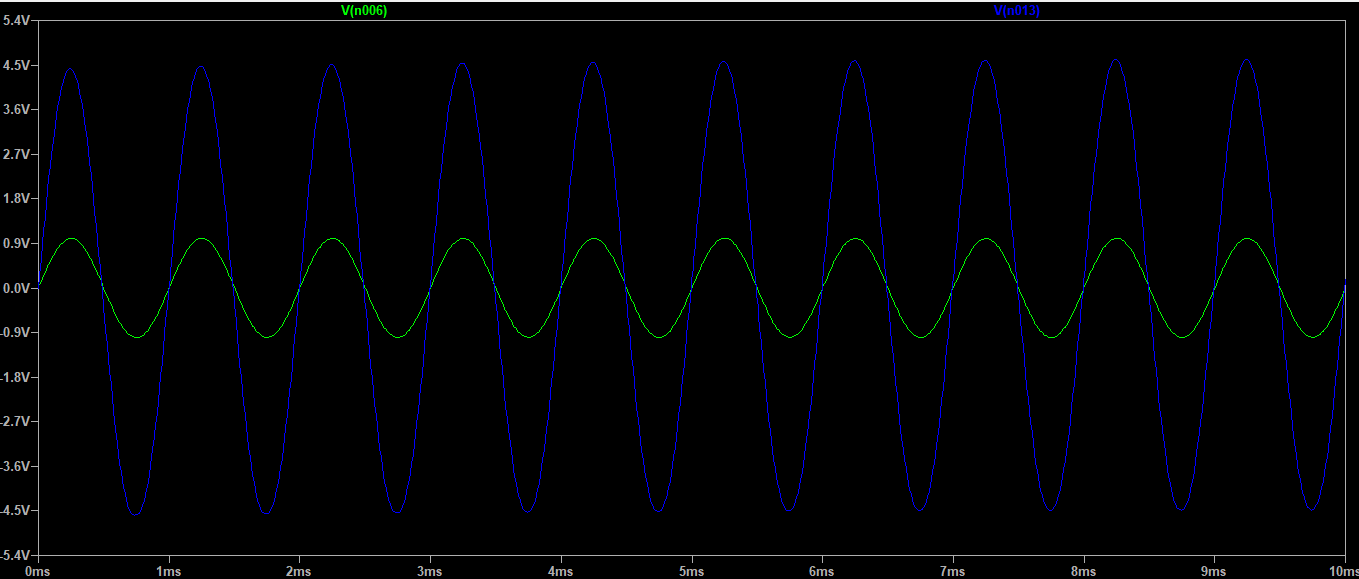 V(n006) V(n013)
5.4V
4.5V
3.6V
2.7V
1.8V
0.9V
0.0V
-0.9V
-1.8V
-2.7V
-3.6V
-4.5V
-5.4V
0ms 1ms 2ms 3ms 4ms 5ms 6ms 7ms 8ms 9ms 10ms